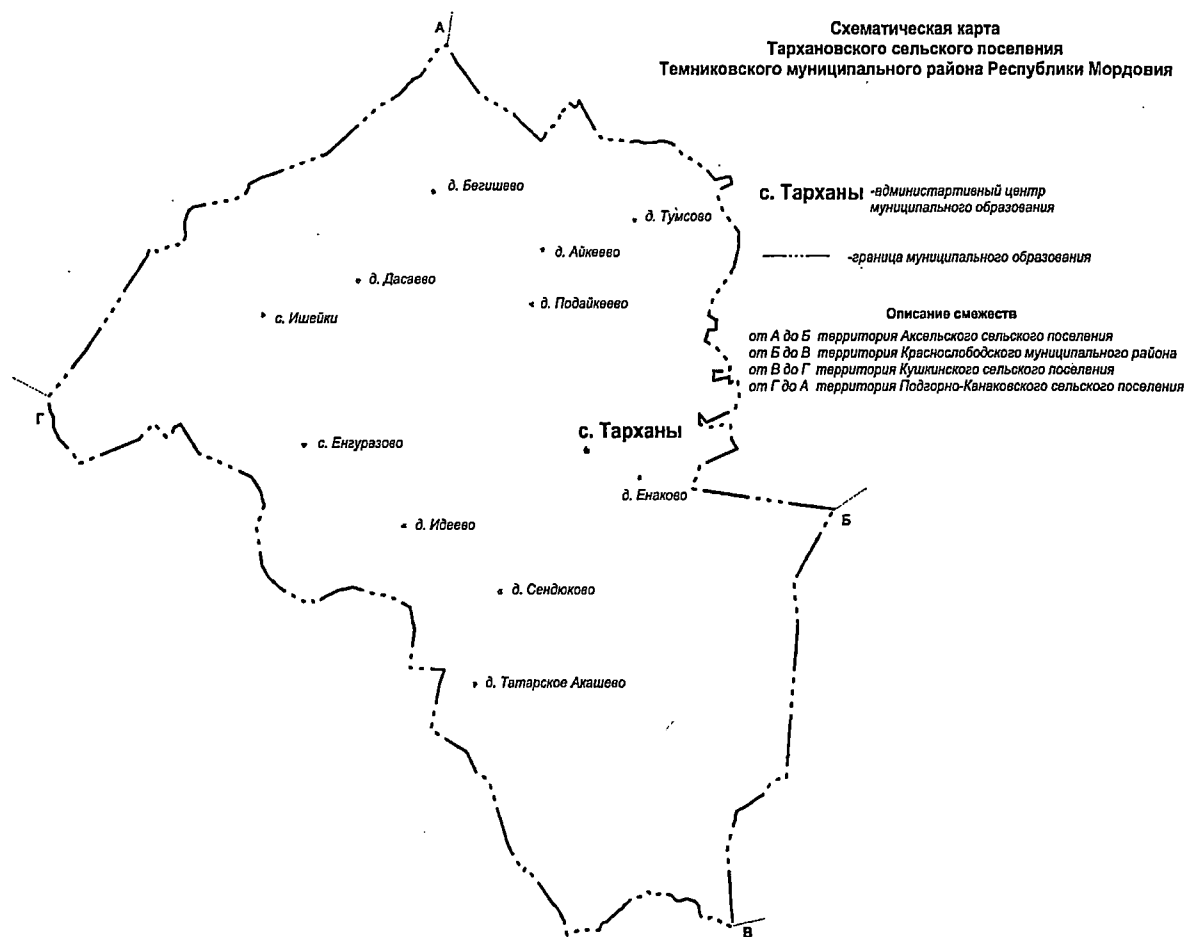 Схематическая карта
Тархановского сельского поселения
Темниковского муниципального района Республики Мордовия
А
д. Бегишево
с. Тарханы -администартивный центр
муниципального образования
д. Тумсово
д. Айкеево
-граница муниципального образования
д. Дасаево
д. Подайкеево
с. Ишейки
Описание смежеств
от А до Б территория Аксельского сельского поселения
от Б до В территория Краснослободского муниципального района
от В до Г территория Кушкинского сельского поселения
от Г до А территория Подгорно-Канаковского сельского поселения
Г
с. Енгуразово
с. Тарханы
д. Енаково
Б
д. Идеево
д. Сендюково
д. Татарское Акашево
В